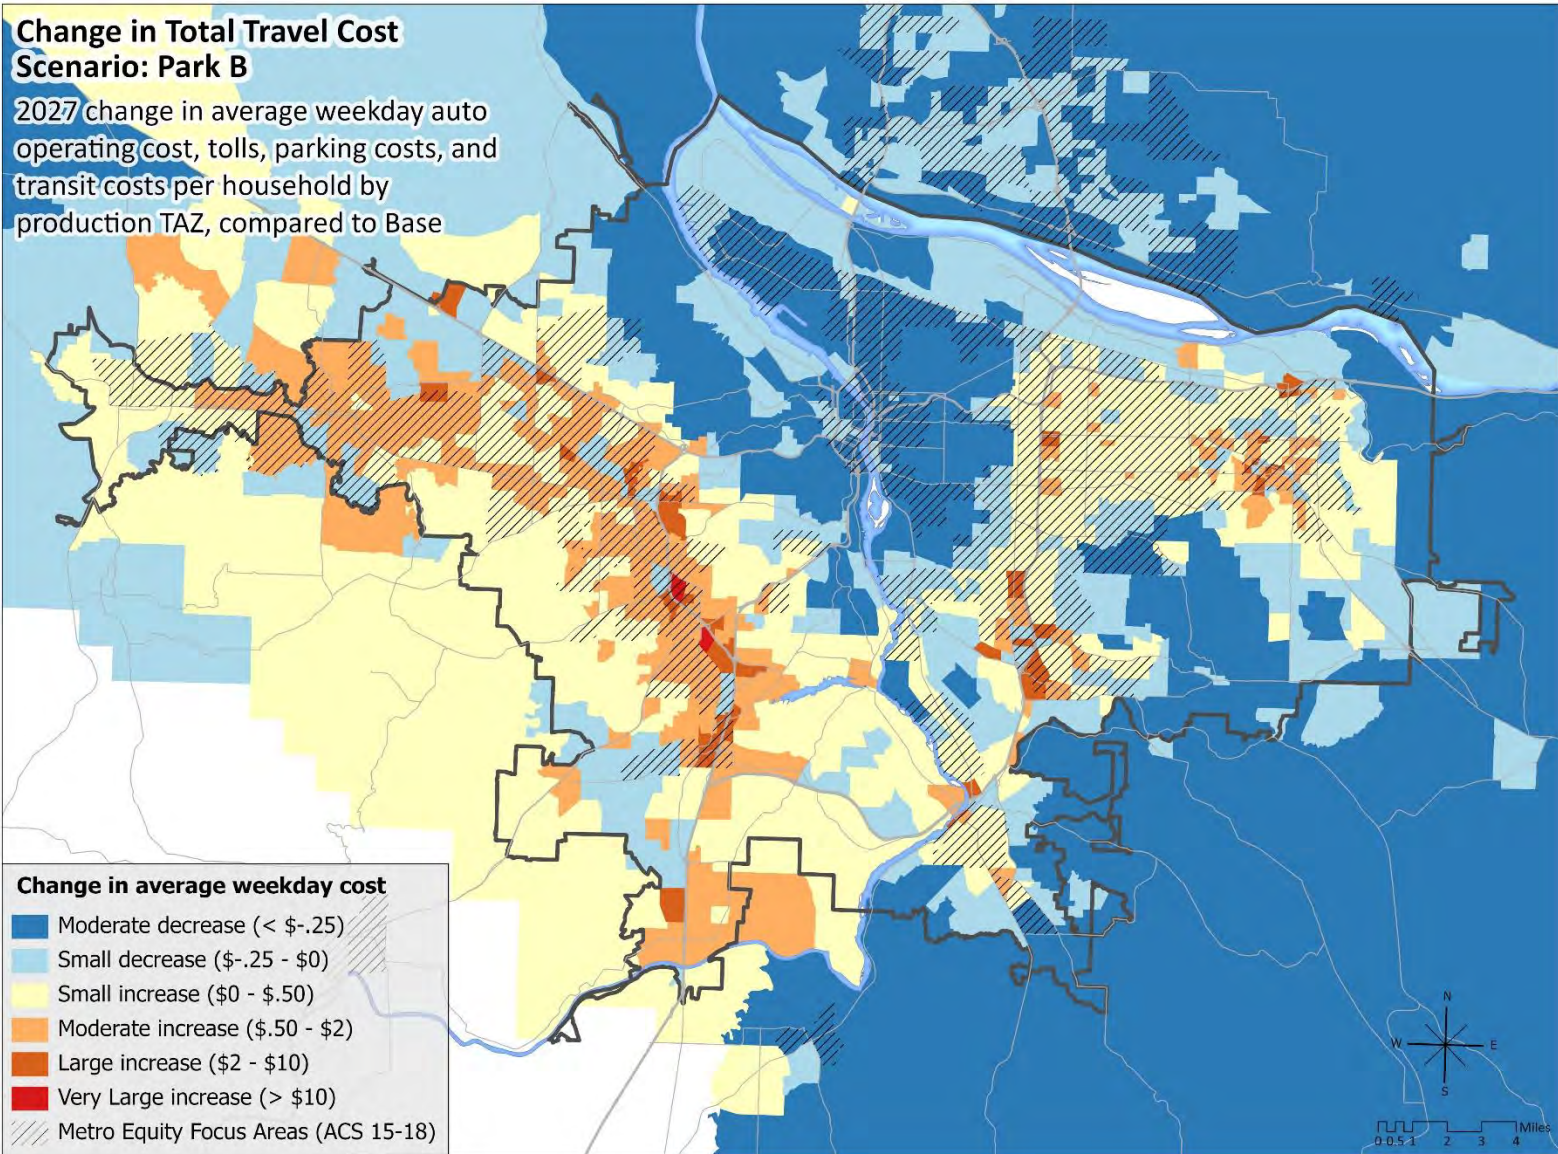 Change in Total Travel Cost
Scenario: Park B
2027 change in average weekday auto
operating cost, tolls, parking costs, and
transit costs per household by
production TAZ, compared to Base
Change in average weekday cost
Moderate decrease (< $-.25)
Small decrease ($-.25 - $0)
Small increase ($0 - $.50)
Moderate increase ($.50 - $2)
Large increase ($2 - $10)
Very Large increase (> $10)
Metro Equity Focus Areas (ACS 15-18)
N
W E
S
Miles
0 0.5 1 2 3 4